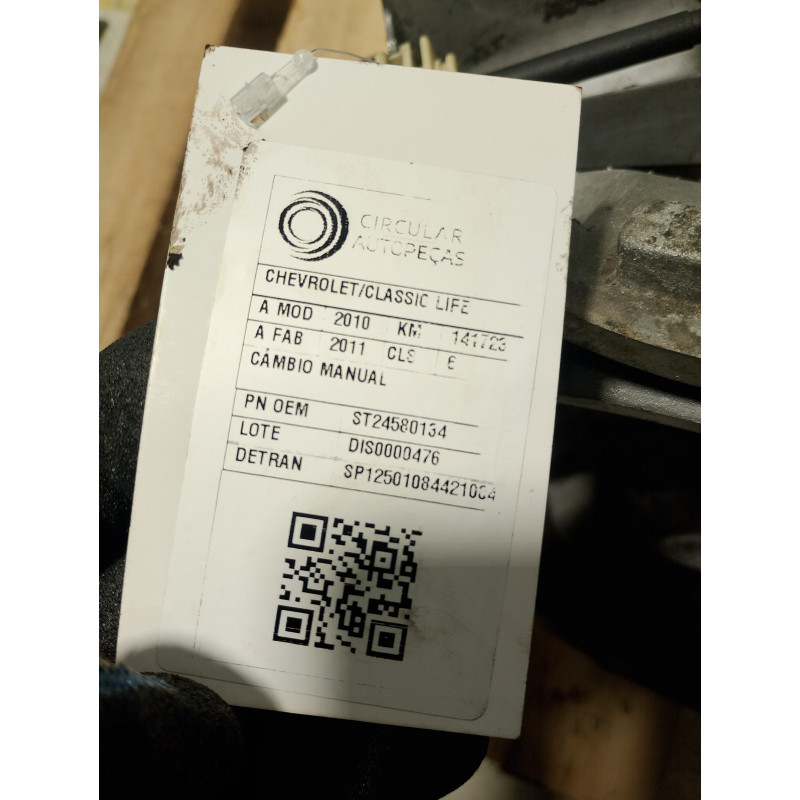 CIRCULAR
AUTOPEÇAS
CHEVROLET/CLASSIC LIFE
A MOD 2010 KM 141723
A FAB 2011 CLS 6
CÂMBIO MANUAL
PN OEM ST24580134
LOTE DIS0000476
DETRAN SP12501084421004